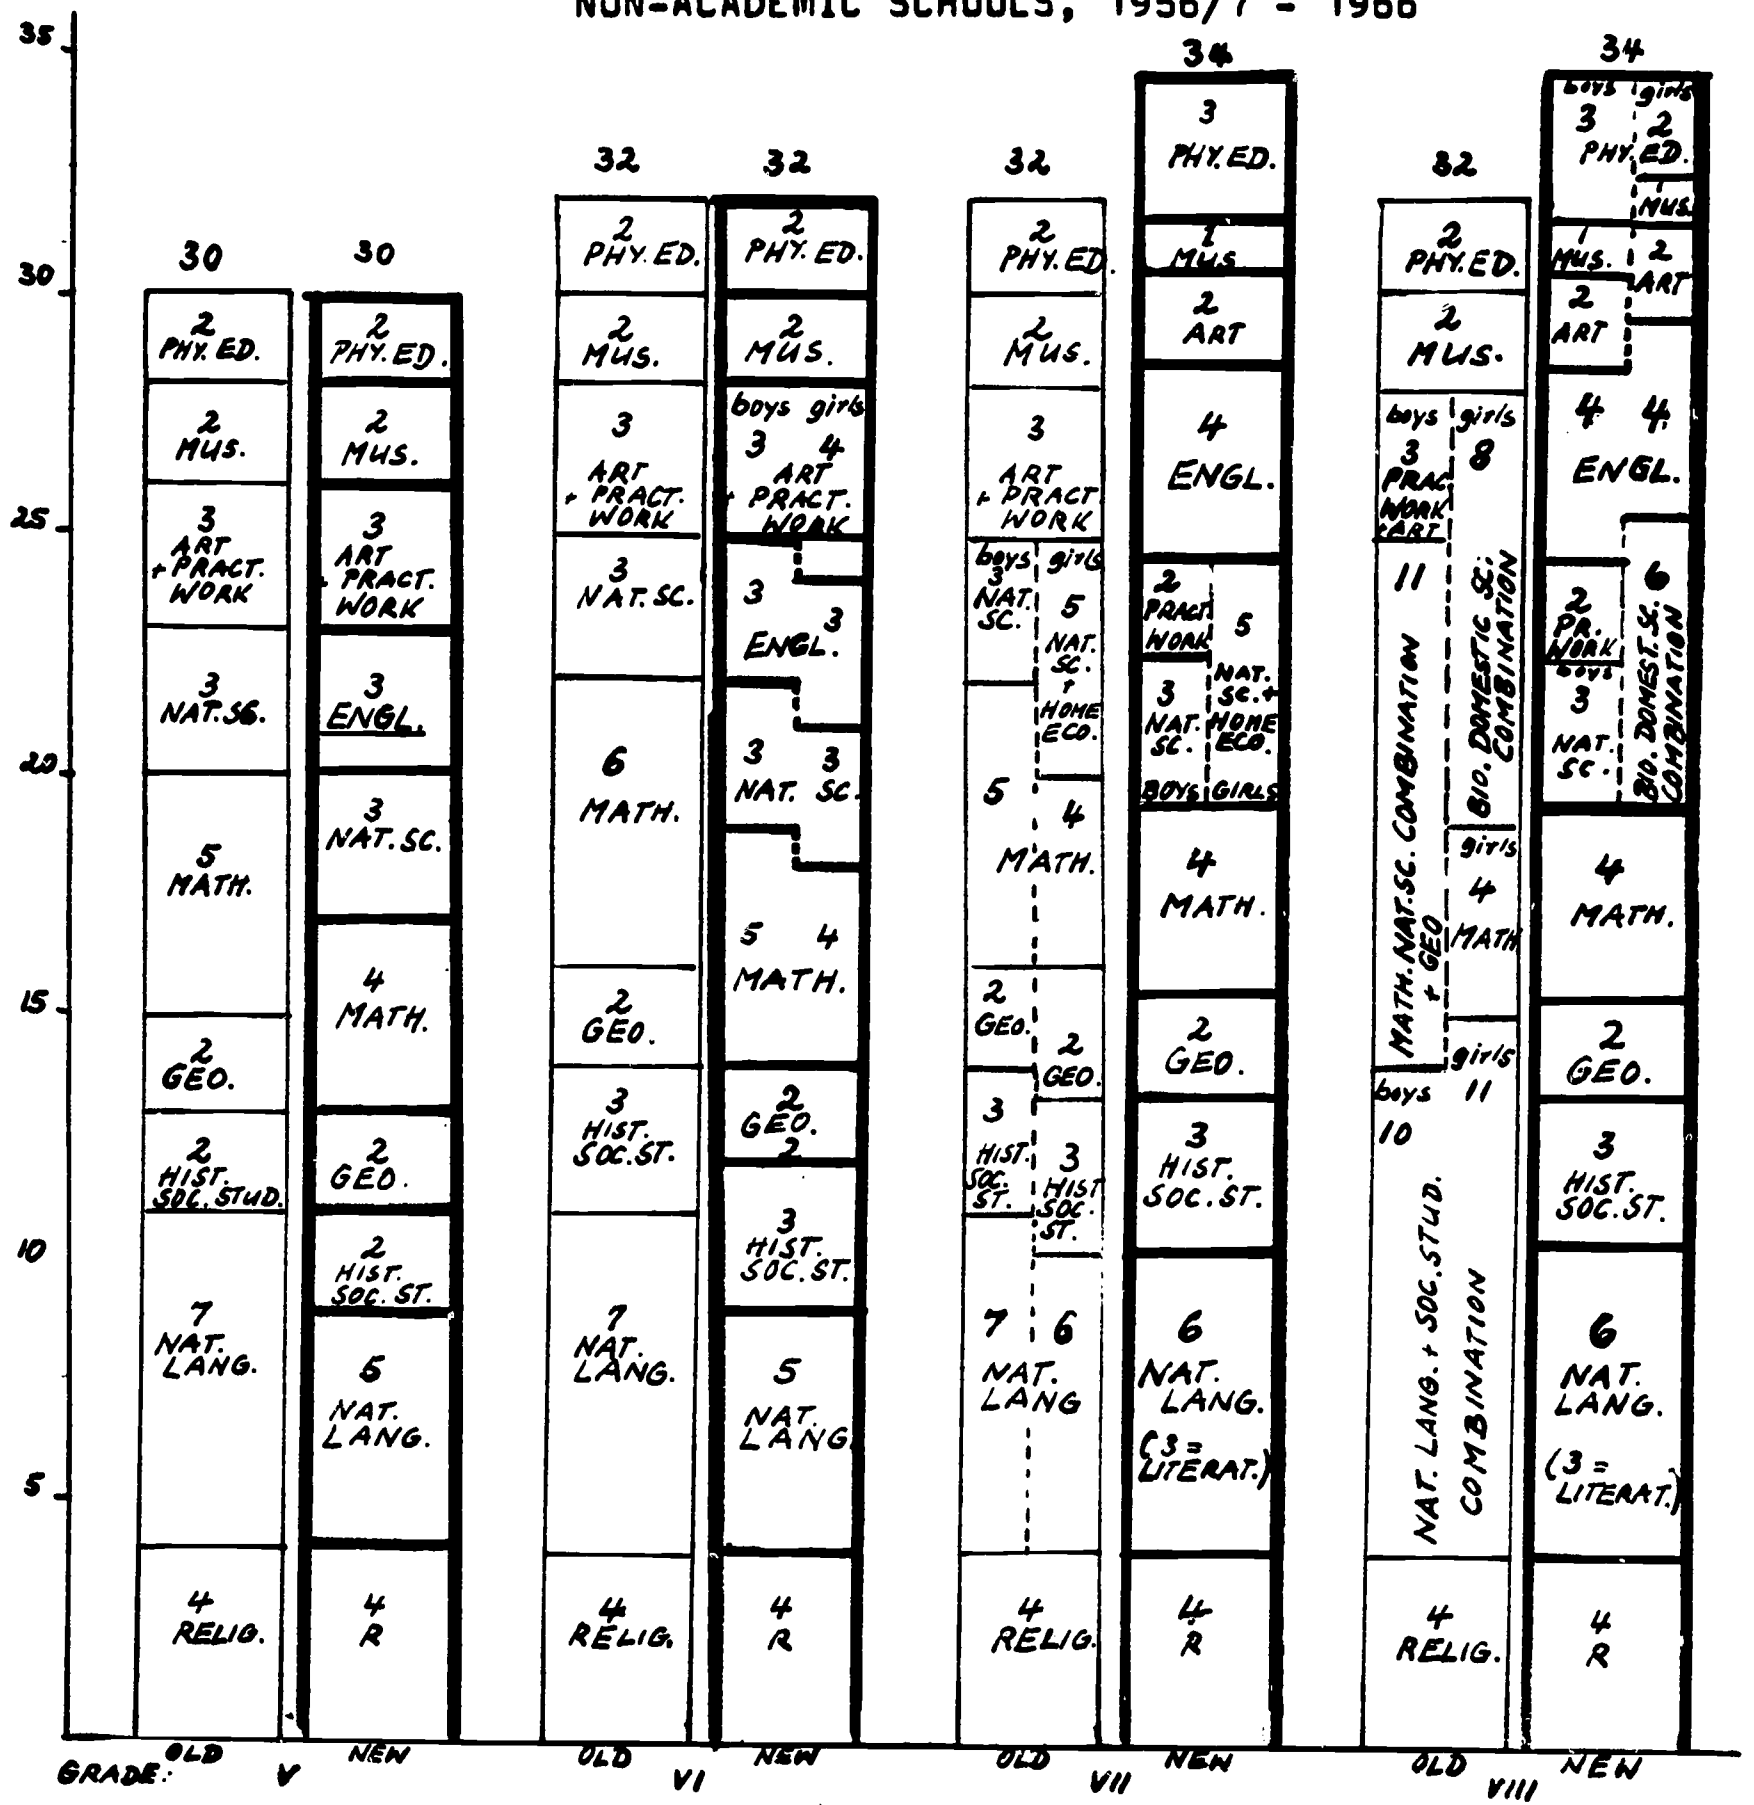 NON-ACADEMIC SCHOOLS, 1956/7 - 1966
35
30
25
20
15
10
5
30
2
PHY. ED.
2
MUS.
3
ART
+ PRACT.
WORK
3
NAT. SC.
5
MATH.
2
GEO.
2
HIST.
SOC. STUD.
7
NAT.
LANG.
4
RELIG.
30
2
PHY. ED.
2
MUS.
3
ART
+ PRACT.
WORK
3
ENGL.
3
NAT. SC.
4
MATH.
2
GEO.
2
HIST.
SOC. ST.
5
NAT.
LANG.
4
R
32
2
PHY. ED.
2
MUS.
3
ART
+ PRACT.
WORK
3
NAT. SC.
6
MATH.
2
GEO.
3
HIST.
SOC. ST.
7
NAT.
LANG.
4
RELIG.
32
2
PHY. ED.
2
MUS.
boys girls
3 4
ART
+ PRACT.
WORK
3 3
ENGL.
3 3
NAT. SC.
5 4
MATH.
2
GEO.
2
3
HIST.
SOC. ST.
5
NAT.
LANG
4
R
32
2
PHY. ED.
2
MUS.
3
ART
+ PRACT
WORK
boys
3
NAT.
SC.
girls
5
NAT.
SC.
+
HOME
ECO.
5 4
MATH.
2
GEO.
2
GEO.
3
HIST.
SOC.
ST.
3
HIST
SOC.
ST.
7 6
NAT.
LANG
4
RELIG.
34
3
PHY. ED.
1
MUS
2
ART
4
ENGL.
2
PRACT.
WORK
3
NAT.
SC.
BOYS
5
NAT.
SC. +
HOME
ECO.
GIRLS
4
MATH.
2
GEO.
3
HIST.
SOC. ST.
6
NAT.
LANG.
(3 =
LITERAT.)
4
R
32
2
PHY. ED.
2
MUS.
boys
3
PRAC
WORK
+ ART
girls
8
BIO. DOMESTIC SC.
COMBINATION
11
MATH. NAT. SC. COMBINATION
+ GEO
girls
4
MATH
boys
10
girls
11
NAT. LANG. + SOC. STUD.
COMBINATION
4
RELIG.
34
boys girls
3 2
PHY. ED.
1
MUS.
1
MUS.
2
ART
2
ART
4 4
ENGL.
2
PR.
WORK
boys
3
NAT.
SC.
6
BIO. DOMEST. SC.
COMBINATION
4
MATH.
2
GEO.
3
HIST.
SOC. ST.
6
NAT.
LANG.
(3 =
LITERAT.)
4
R
OLD NEW OLD NEW OLD NEW OLD NEW
GRADE: V VI VII VIII